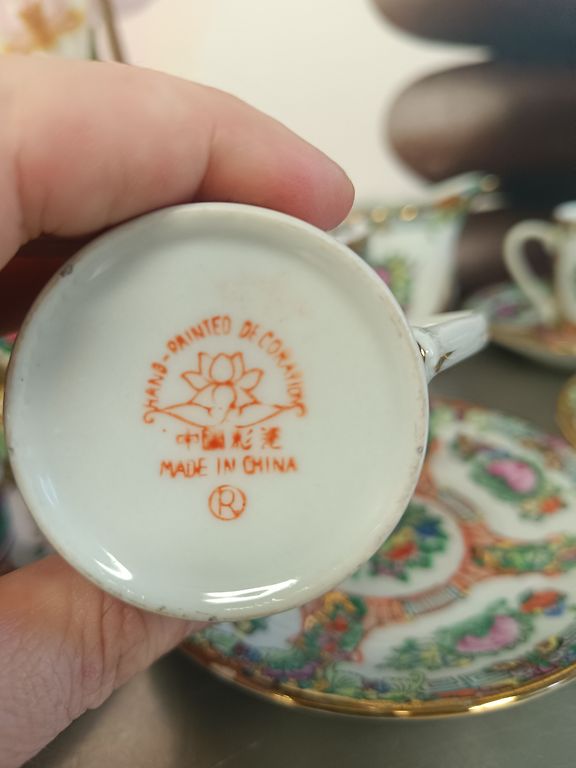 HAND-PAINTED DECORATION
中國彩瓷
MADE IN CHINA
®